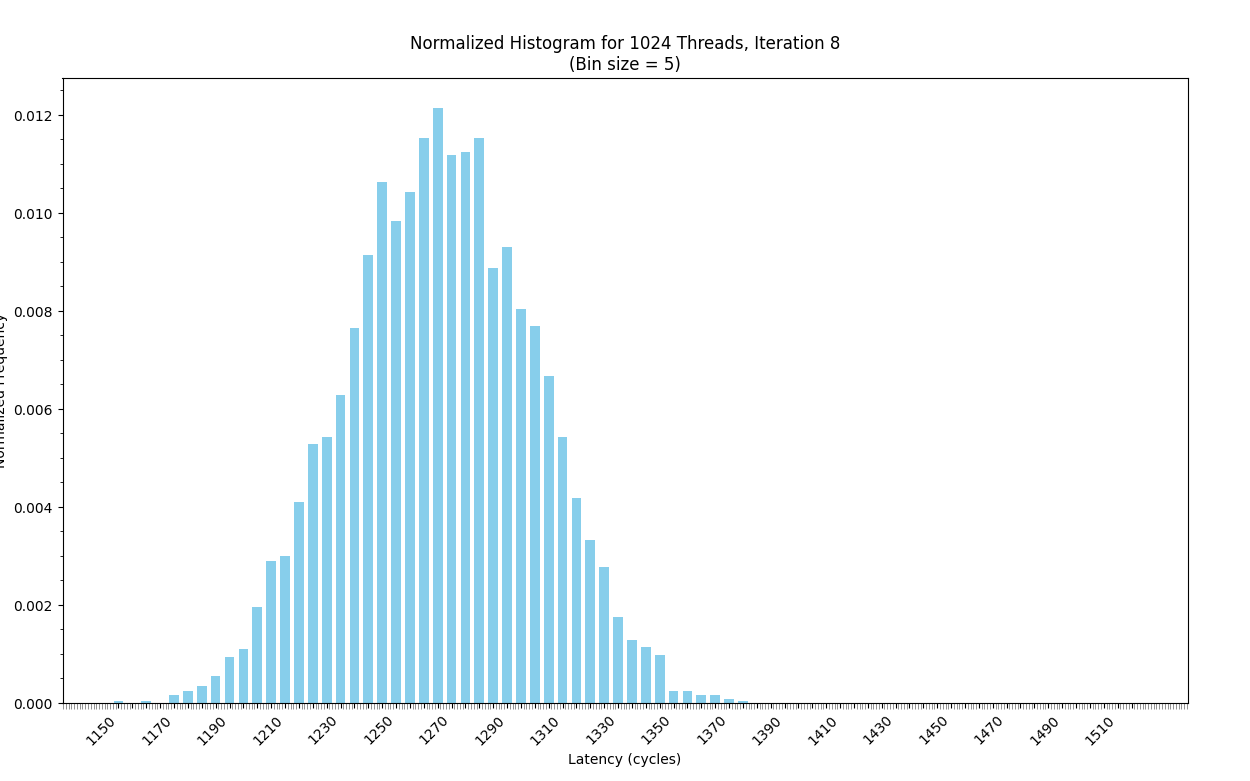 Normalized Histogram for 1024 Threads, Iteration 8
(Bin size = 5)
0.012
0.010
0.008
0.006
0.004
0.002
0.000
Normalized Frequency
1150 1170 1190 1210 1230 1250 1270 1290 1310 1330 1350 1370 1390 1410 1430 1450 1470 1490 1510
Latency (cycles)